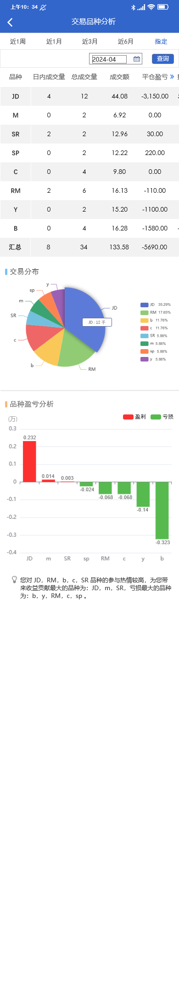 上午10：34
交易品种分析
近1周 近1月 近3月 近6月 指定
2024-04 查询
品种 日内成交量 总成交量 成交额 平仓盈亏 »
JD 4 12 44.08 -3,150.00
M 0 2 6.92 0.00
SR 2 2 12.96 30.00
SP 0 2 12.22 220.00
C 0 4 9.80 0.00
RM 2 6 16.13 -110.00
Y 0 2 15.20 -1100.00
B 0 4 16.28 -1580.00
汇总 8 34 133.58 -5690.00
交易分布
y
sp
m
SR
c
b
RM
JD
JD : 12 手
JD 35.29%
RM 17.65%
b 11.76%
c 11.76%
SR 5.88%
m 5.88%
sp 5.88%
y 5.88%
品种盈亏分析
(万) 盈利 亏损
0.3
0.2
0.1
0
-0.1
-0.2
-0.3
-0.4
0.232
0.014
0.003
-0.024
-0.068
-0.068
-0.14
-0.323
JD m SR sp RM c y b
您对 JD，RM，b，c，SR 品种的参与热情较高，为您带
来收益贡献最大的品种为：JD，m，SR，亏损最大的品种
为：b，y，RM，c，sp 。